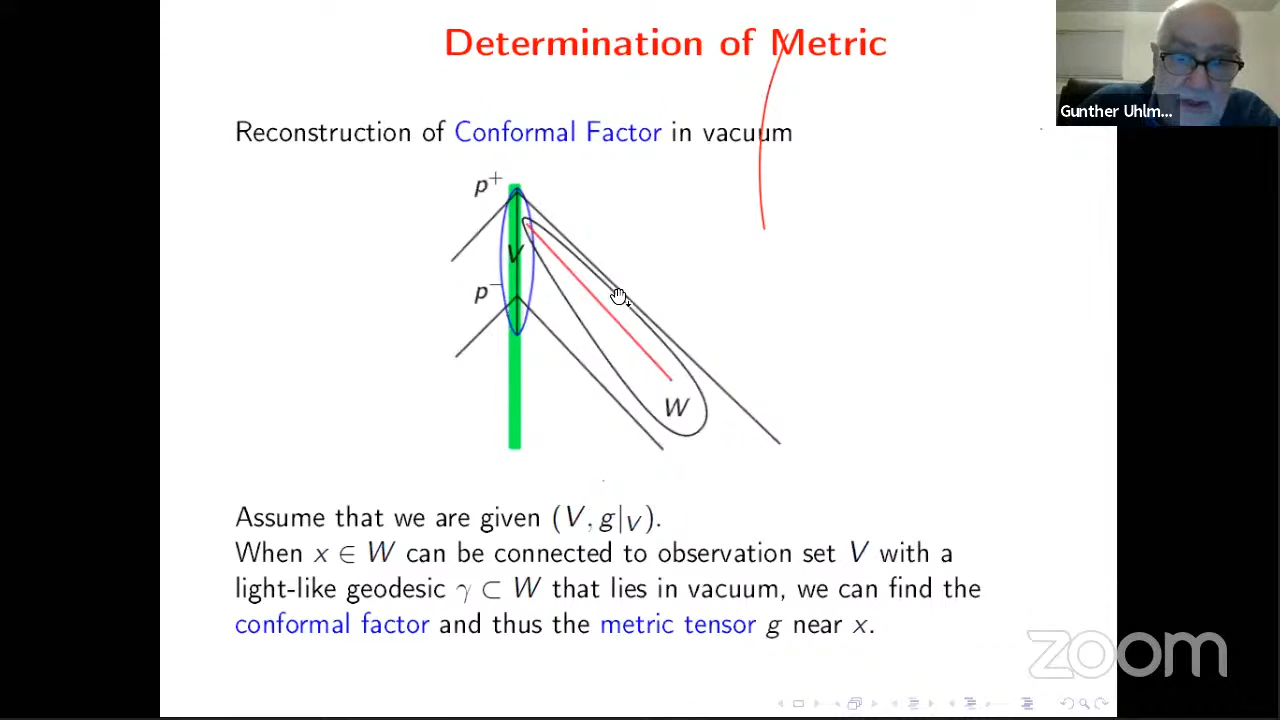 Determination of Metric
Gunther Uhlm...
Reconstruction of Conformal Factor in vacuum
p+
V
p−
W
Assume that we are given (V, g|V).
When x ∈ W can be connected to observation set V with a
light-like geodesic γ ⊂ W that lies in vacuum, we can find the
conformal factor and thus the metric tensor g near x.
zoom